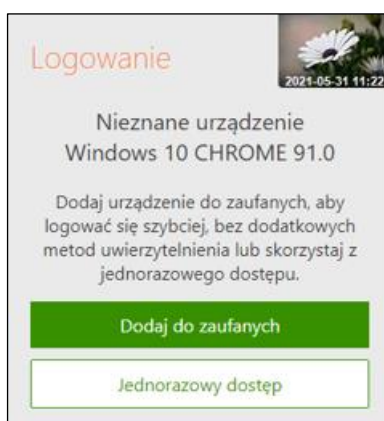 Logowanie
2021-05-31 11:22
Nieznane urządzenie
Windows 10 CHROME 91.0
Dodaj urządzenie do zaufanych, aby
logować się szybciej, bez dodatkowych
metod uwierzytelnienia lub skorzystaj z
jednorazowego dostępu.
Dodaj do zaufanych
Jednorazowy dostęp